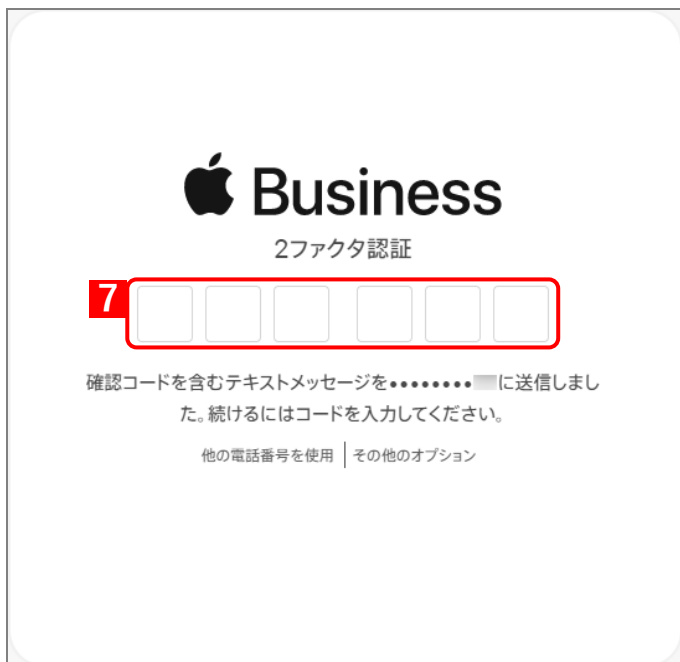 Business
2ファクタ認証
7
確認コードを含むテキストメッセージを••••••••に送信しまし
た。続けるにはコードを入力してください。
他の電話番号を使用 | その他のオプション